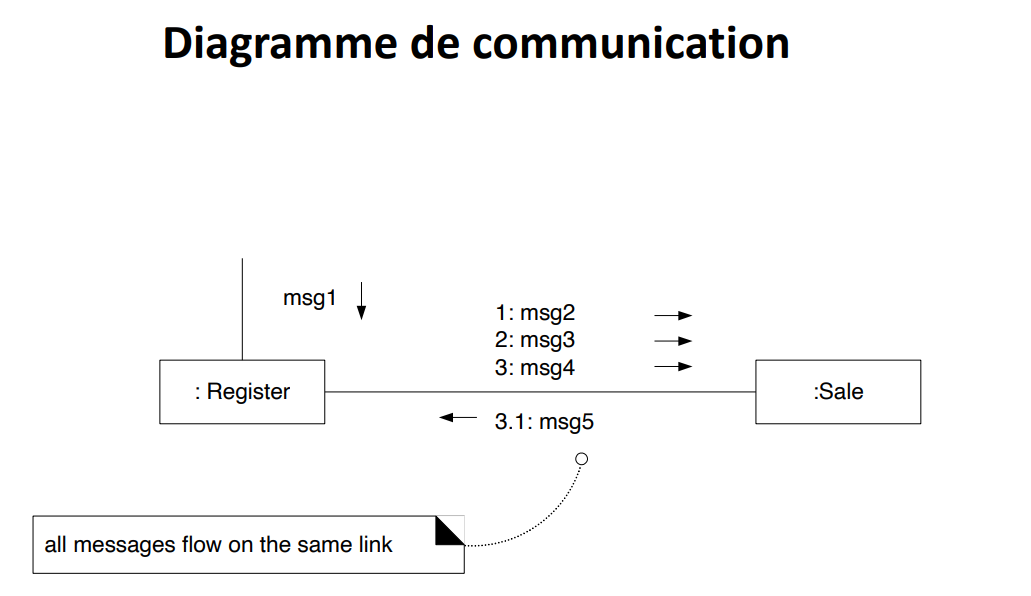 Diagramme de communication
msg1
1: msg2
2: msg3
3: msg4
: Register
:Sale
3.1: msg5
all messages flow on the same link